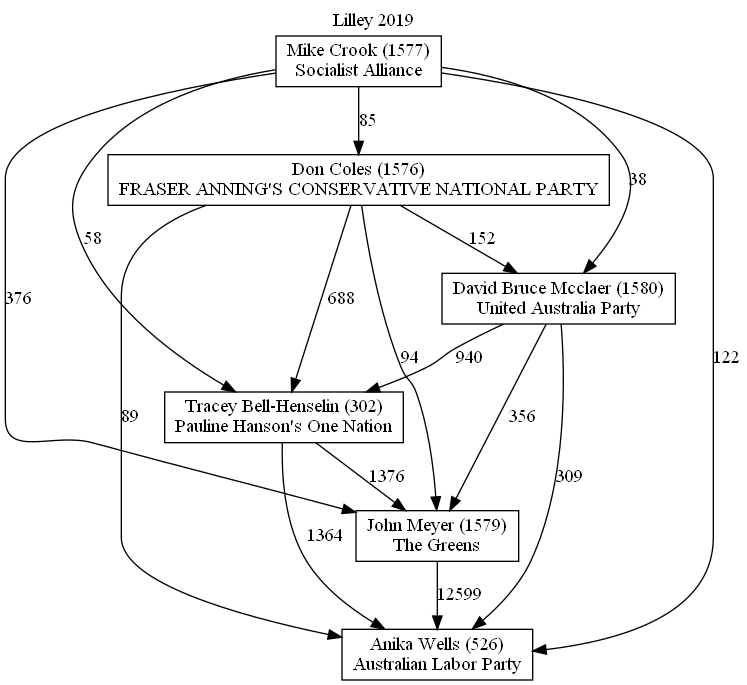 Lilley 2019
Mike Crook (1577)
Socialist Alliance
85
Don Coles (1576)
FRASER ANNING'S CONSERVATIVE NATIONAL PARTY
38
58
152
David Bruce Mcclaer (1580)
United Australia Party
376
688
94
940
122
Tracey Bell-Henselin (302)
Pauline Hanson's One Nation
89
356
1376
309
John Meyer (1579)
The Greens
1364
12599
Anika Wells (526)
Australian Labor Party